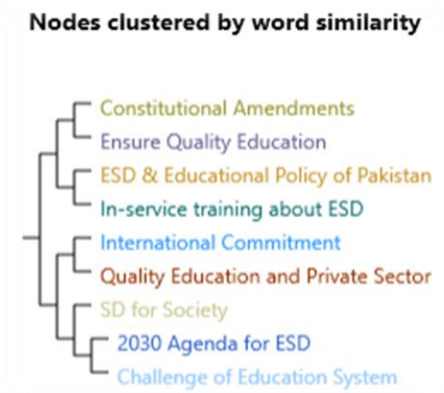 Nodes clustered by word similarity
Constitutional Amendments
Ensure Quality Education
ESD & Educational Policy of Pakistan
In-service training about ESD
International Commitment
Quality Education and Private Sector
SD for Society
2030 Agenda for ESD
Challenge of Education System